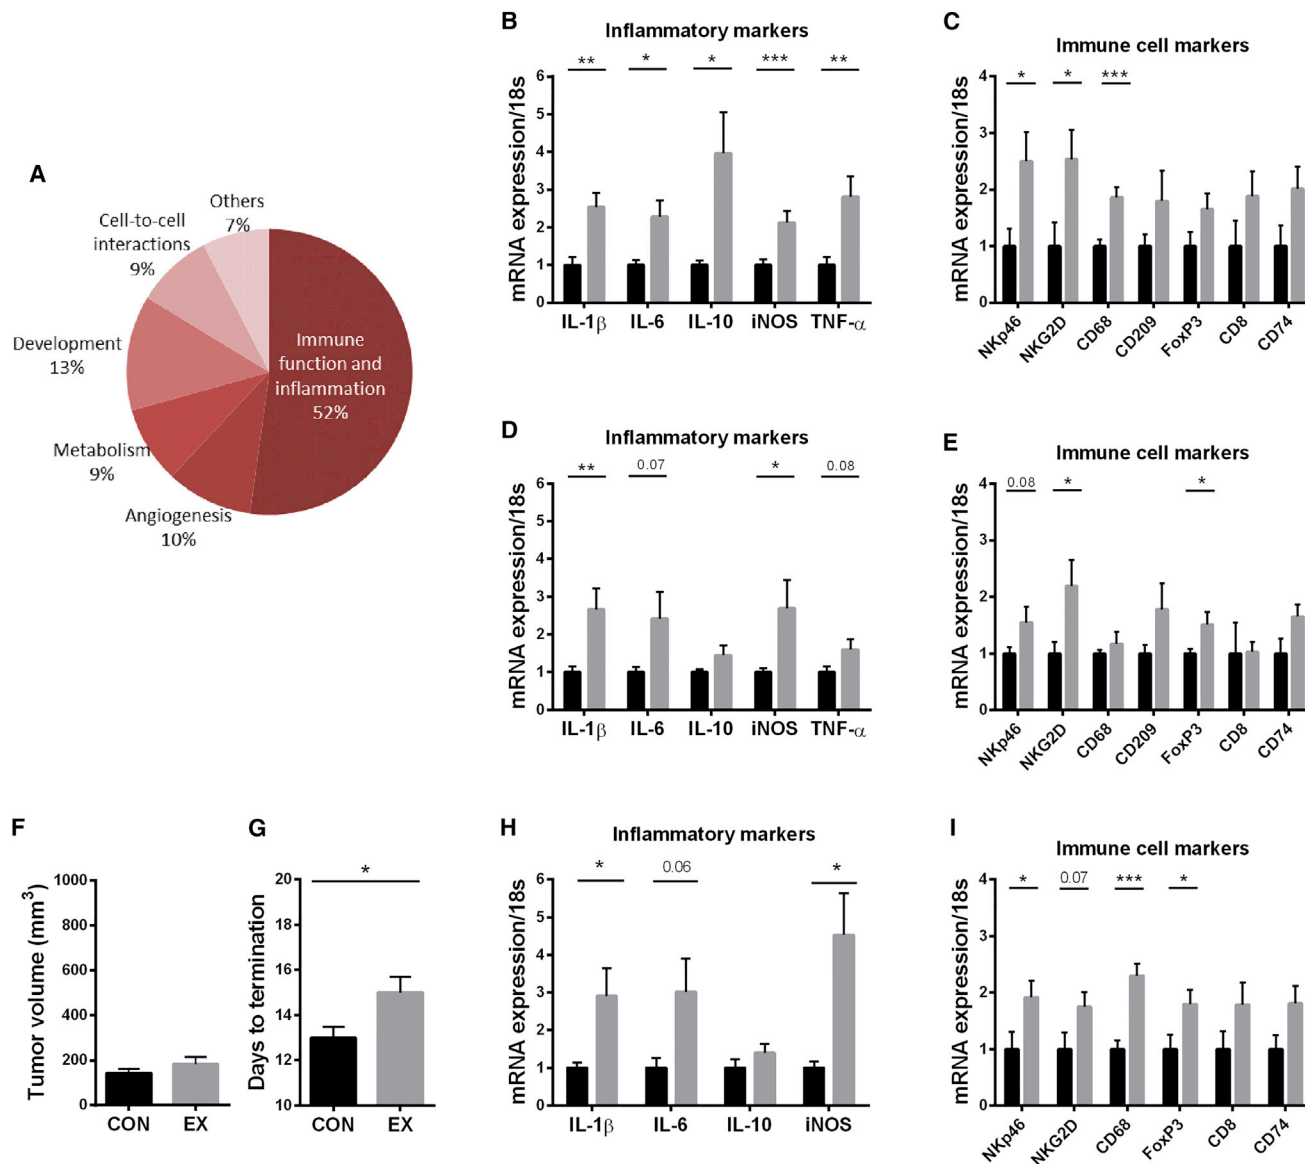 A
Others
7%
Cell-to-cell
interactions
9%
Development
13%
Metabolism
9%
Angiogenesis
10%
Immune
function and
inflammation
52%
B
Inflammatory markers
** * * *** **
mRNA expression/18s
6
5
4
3
2
1
0
IL-1β IL-6 IL-10 iNOS TNF-α
C
Immune cell markers
* * ***
mRNA expression/18s
4
3
2
1
0
NKp46 NKG2D CD68 CD209 FoxP3 CD8 CD74
D
Inflammatory markers
** 0.07 * 0.08
mRNA expression/18s
6
5
4
3
2
1
0
IL-1β IL-6 IL-10 iNOS TNF-α
E
Immune cell markers
0.08 * *
mRNA expression/18s
4
3
2
1
0
NKp46 NKG2D CD68 CD209 FoxP3 CD8 CD74
F
Tumor volume (mm³)
1000
800
600
400
200
0
CON EX
G
*
Days to termination
20
18
16
14
12
10
CON EX
H
Inflammatory markers
* 0.06 *
mRNA expression/18s
6
5
4
3
2
1
0
IL-1β IL-6 IL-10 iNOS
I
Immune cell markers
* 0.07 *** *
mRNA expression/18s
4
3
2
1
0
NKp46 NKG2D CD68 FoxP3 CD8 CD74